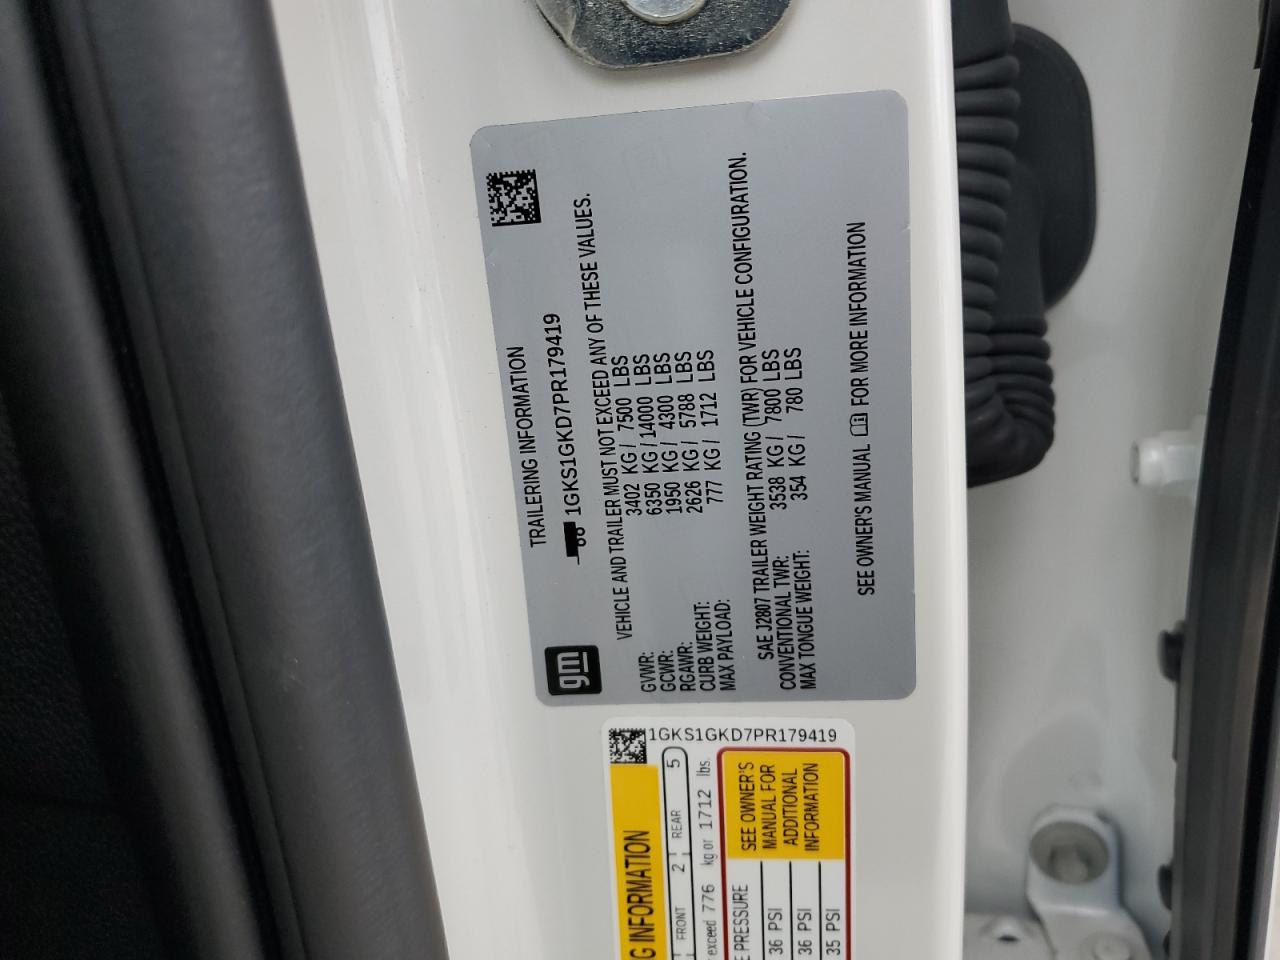 TRAILERING INFORMATION
1GKS1GKD7PR179419
gm
VEHICLE AND TRAILER MUST NOT EXCEED ANY OF THESE VALUES.
GVWR: 3402 KG / 7500 LBS
GCWR: 6350 KG / 14000 LBS
RGAWR: 1950 KG / 4300 LBS
CURB WEIGHT: 2626 KG / 5788 LBS
MAX PAYLOAD: 777 KG / 1712 LBS
SAE J2807 TRAILER WEIGHT RATING (TWR) FOR VEHICLE CONFIGURATION.
CONVENTIONAL TWR: 3538 KG / 7800 LBS
MAX TONGUE WEIGHT: 354 KG / 780 LBS
SEE OWNER'S MANUAL FOR MORE INFORMATION
1GKS1GKD7PR179419
G INFORMATION
FRONT 2 REAR 5
exceed 776 kg or 1712 lbs.
E PRESSURE
36 PSI
36 PSI
35 PSI
SEE OWNER'S
MANUAL FOR
ADDITIONAL
INFORMATION